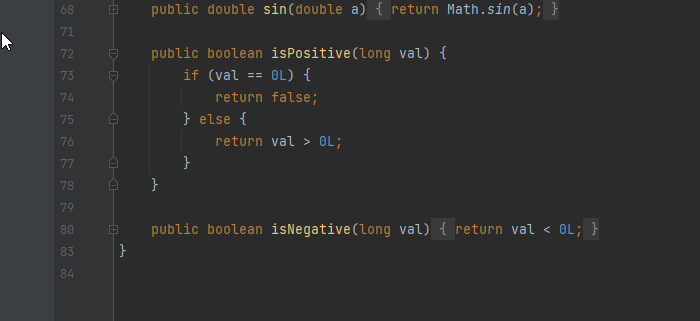 68 public double sin(double a) { return Math.sin(a); }
71
72 public boolean isPositive(long val) {
73 if (val == 0L) {
74 return false;
75 } else {
76 return val > 0L;
77 }
78 }
79
80 public boolean isNegative(long val) { return val < 0L; }
83 }
84